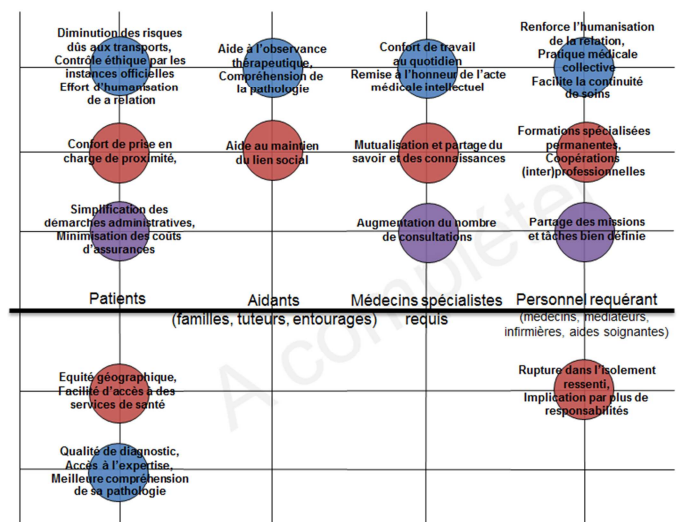 Diminution des risques
dûs aux transports,
Contrôle éthique par les
instances officielles
Effort d'humanisation
de a relation
Aide à l'observance
thérapeutique,
Compréhension de
la pathologie
Confort de travail
au quotidien
Remise à l'honneur de l'acte
médicale intellectuel
Renforce l'humanisation
de la relation,
Pratique médicale
collective
Facilite la continuité
de soins
Confort de prise en
charge de proximité,
Aide au maintien
du lien social
Mutualisation et partage du
savoir et des connaissances
Formations spécialisées
permanentes,
Coopérations
(inter)professionnelles
Simplification des
démarches administratives,
Minimisation des coûts
d'assurances
Augmentation du nombre
de consultations
Partage des missions
et tâches bien définie
Patients
Aidants
(familles, tuteurs, entourages)
Médecins spécialistes
requis
Personnel requérant
(médecins, médiateurs,
infirmières, aides soignantes)
A compléter
Equité géographique,
Facilité d'accès à des
services de santé
Rupture dans l'isolement
ressenti,
Implication par plus de
responsabilités
Qualité de diagnostic,
Accès à l'expertise,
Meilleure compréhension
de sa pathologie